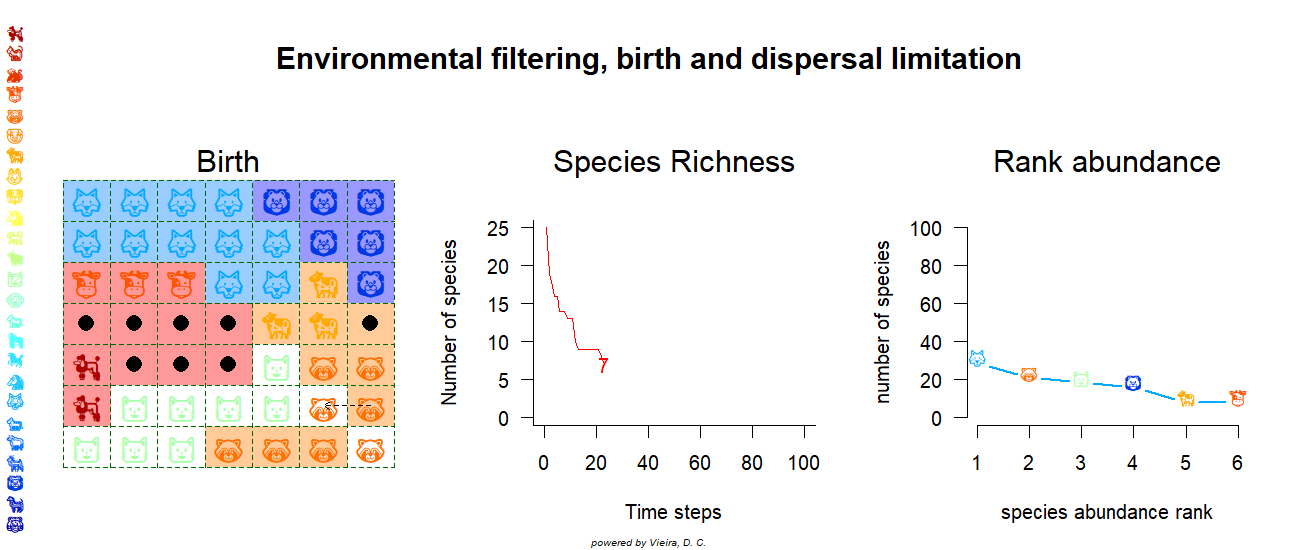 Environmental filtering, birth and dispersal limitation
Birth
Species Richness
Rank abundance
Number of species
25
20
15
10
5
0
0 20 40 60 80 100
Time steps
number of species
100
80
60
40
20
0
1 2 3 4 5 6
species abundance rank
powered by Vieira, D. C.